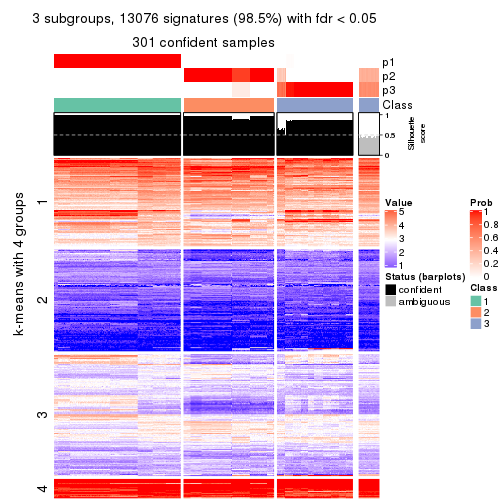 3 subgroups, 13076 signatures (98.5%) with fdr < 0.05
301 confident samples
p1
p2
p3
Class
1
0.5
0
Silhouette
score
k-means with 4 groups
1
2
3
4
Value
5
4
3
2
1
Status (barplots)
confident
ambiguous
Prob
1
0.8
0.6
0.4
0.2
0
Class
1
2
3